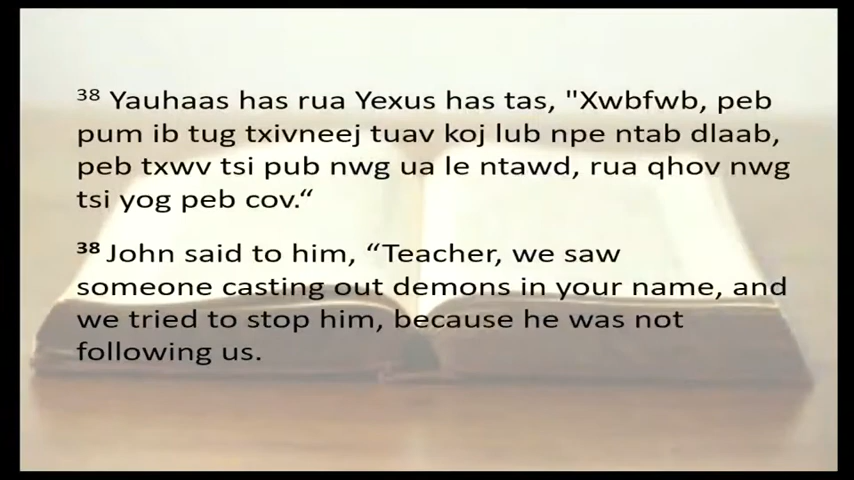 38 Yauhaas has rua Yexus has tas, "Xwbfwb, peb
pum ib tug txivneej tuav koj lub npe ntab dlaab,
peb txwv tsi pub nwg ua le ntawd, rua qhov nwg
tsi yog peb cov.“
38 John said to him, “Teacher, we saw
someone casting out demons in your name, and
we tried to stop him, because he was not
following us.